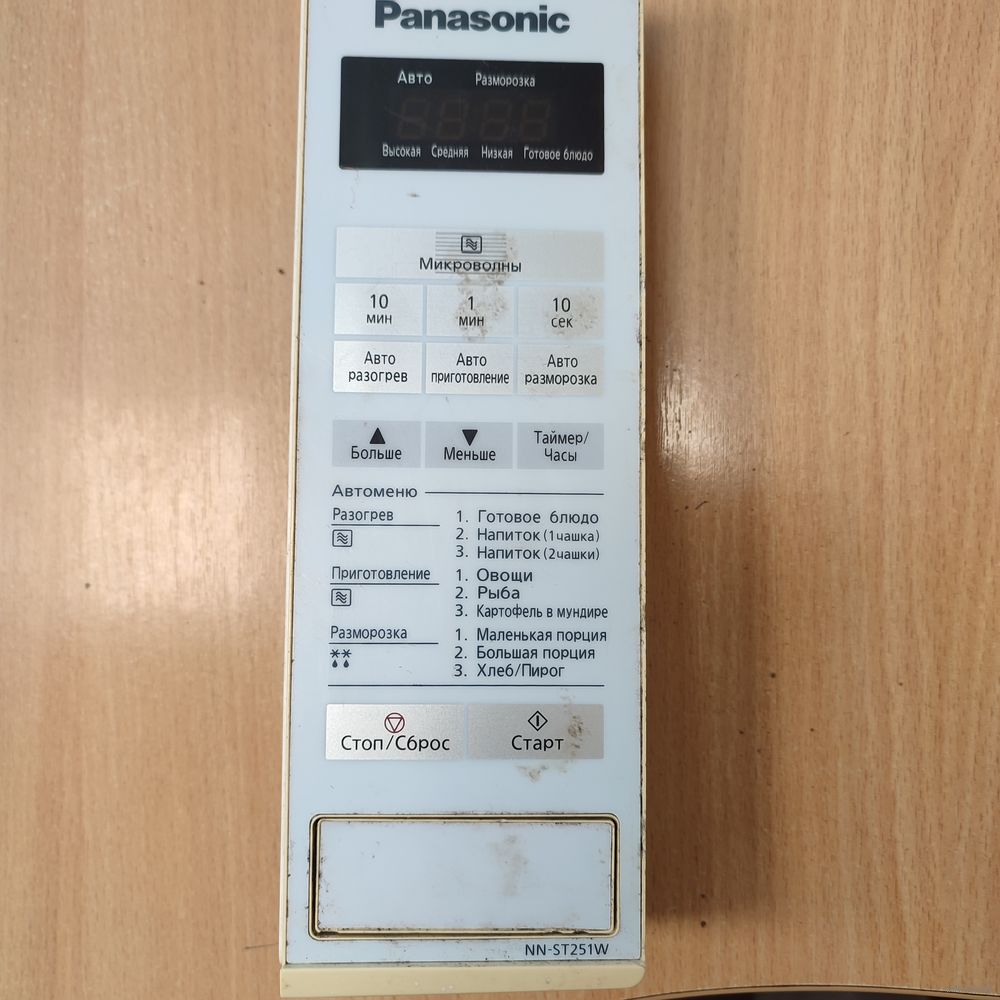 Panasonic
Авто Разморозка
Высокая Средняя Низкая Готовое блюдо
Микроволны
10 1 10
мин мин сек
Авто Авто Авто
разогрев приготовление разморозка
▲ ▼ Таймер/
Больше Меньше Часы
Автоменю
Разогрев
1. Готовое блюдо
2. Напиток (1чашка)
3. Напиток (2чашки)
Приготовление
1. Овощи
2. Рыба
3. Картофель в мундире
Разморозка
1. Маленькая порция
2. Большая порция
3. Хлеб/Пирог
Стоп/Сброс Старт
NN-ST251W